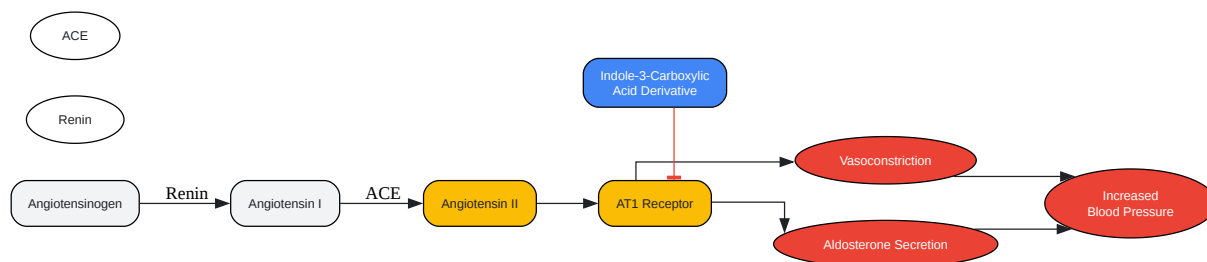 ACE
Indole-3-Carboxylic
Acid Derivative
Renin
Vasoconstriction
Angiotensinogen
Renin
Angiotensin I
ACE
Angiotensin II
AT1 Receptor
Increased
Blood Pressure
Aldosterone Secretion